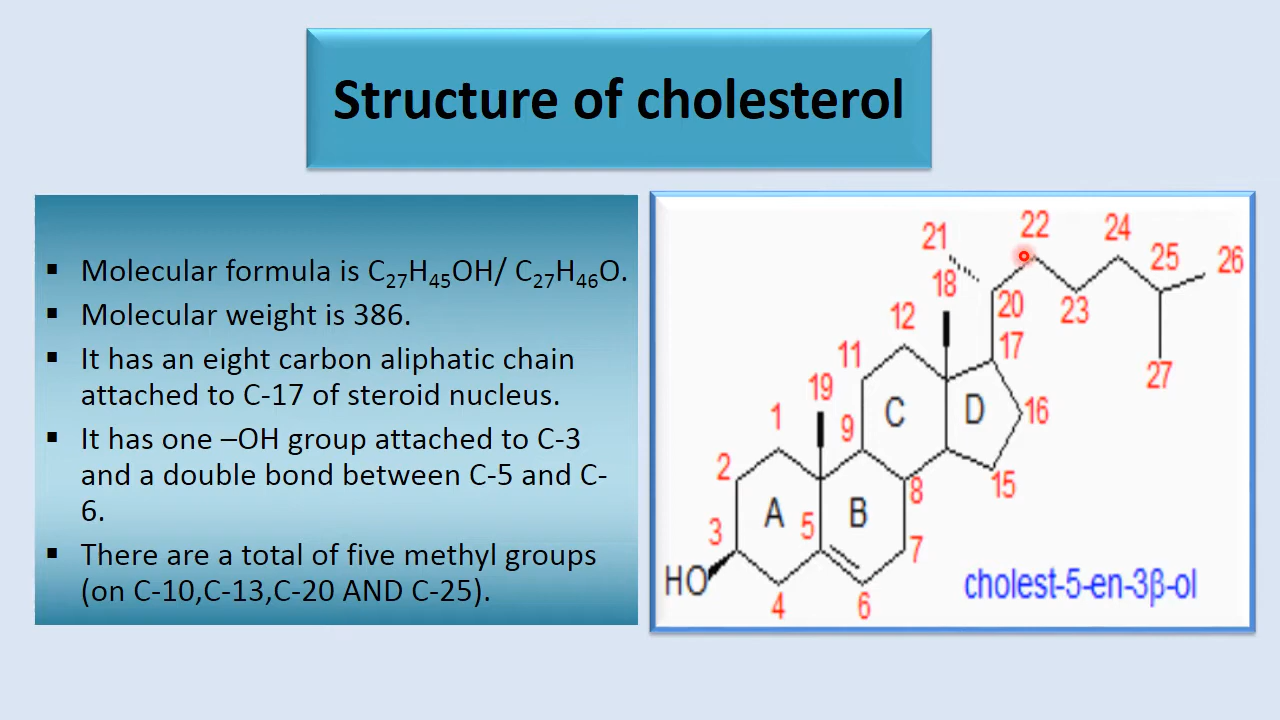 Structure of cholesterol
▪ Molecular formula is C₂₇H₄₅OH/ C₂₇H₄₆O.
▪ Molecular weight is 386.
▪ It has an eight carbon aliphatic chain
attached to C-17 of steroid nucleus.
▪ It has one –OH group attached to C-3
and a double bond between C-5 and C-
6.
▪ There are a total of five methyl groups
(on C-10,C-13,C-20 AND C-25).
22
21
24
25
26
18
20
23
12
17
11
27
19
C
D
16
1
9
2
15
8
A
B
5
3
7
HO
cholest-5-en-3β-ol
4
6